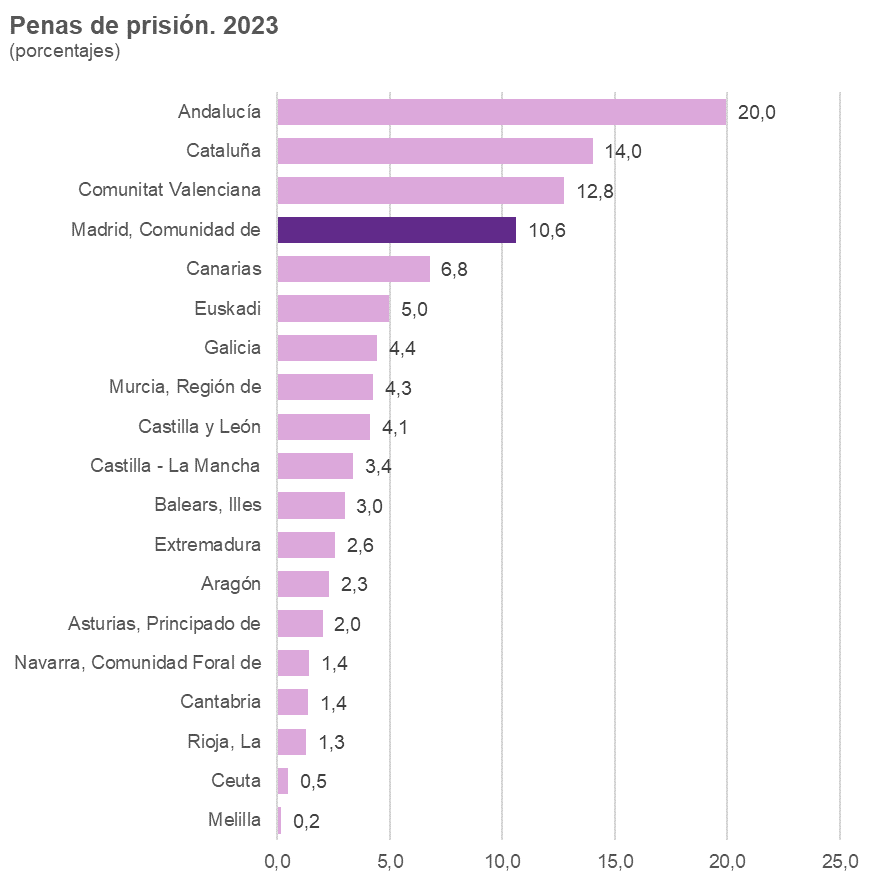 Penas de prisión. 2023
(porcentajes)
Andalucía 20,0
Cataluña 14,0
Comunitat Valenciana 12,8
Madrid, Comunidad de 10,6
Canarias 6,8
Euskadi 5,0
Galicia 4,4
Murcia, Región de 4,3
Castilla y León 4,1
Castilla - La Mancha 3,4
Balears, Illes 3,0
Extremadura 2,6
Aragón 2,3
Asturias, Principado de 2,0
Navarra, Comunidad Foral de 1,4
Cantabria 1,4
Rioja, La 1,3
Ceuta 0,5
Melilla 0,2
0,0 5,0 10,0 15,0 20,0 25,0